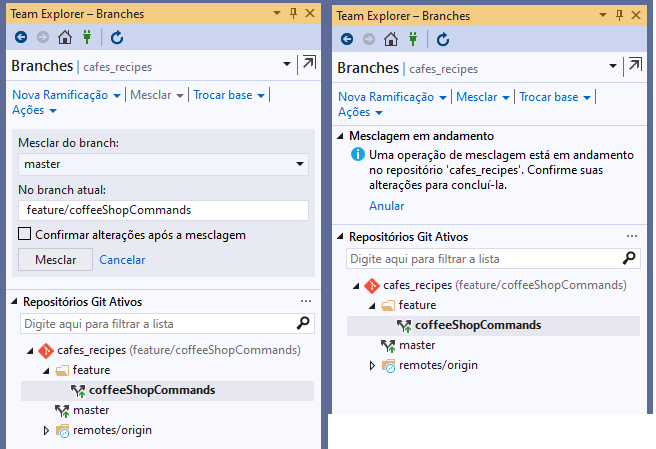 Team Explorer – Branches
Branches | cafes_recipes
Nova Ramificação | Mesclar | Trocar base |
Ações
Mesclar do branch:
master
No branch atual:
feature/coffeeShopCommands
Confirmar alterações após a mesclagem
Mesclar Cancelar
Repositórios Git Ativos
Digite aqui para filtrar a lista
cafes_recipes (feature/coffeeShopCommands)
feature
coffeeShopCommands
master
remotes/origin
Team Explorer – Branches
Branches | cafes_recipes
Nova Ramificação | Mesclar | Trocar base |
Ações
Mesclagem em andamento
Uma operação de mesclagem está em andamento
no repositório 'cafes_recipes'. Confirme suas
alterações para concluí-la.
Anular
Repositórios Git Ativos
Digite aqui para filtrar a lista
cafes_recipes (feature/coffeeShopCommands)
feature
coffeeShopCommands
master
remotes/origin